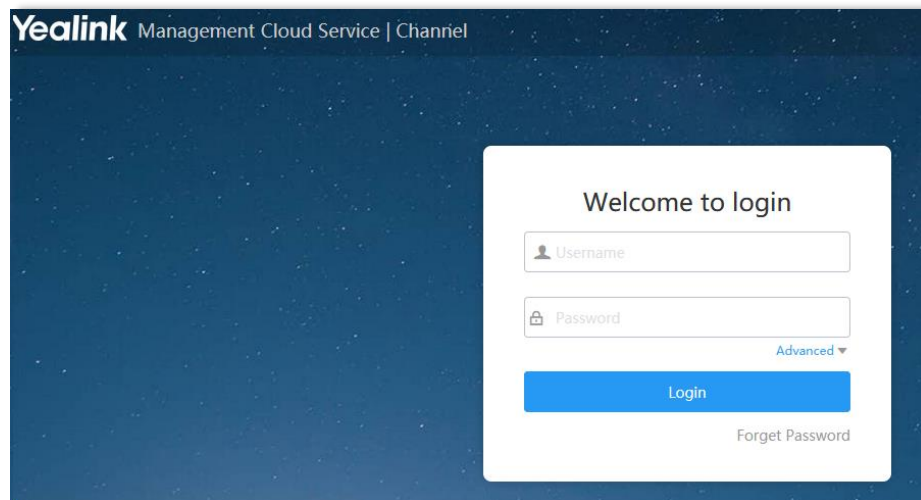 Yealink Management Cloud Service | Channel
Welcome to login
Username
Password
Advanced
Login
Forget Password